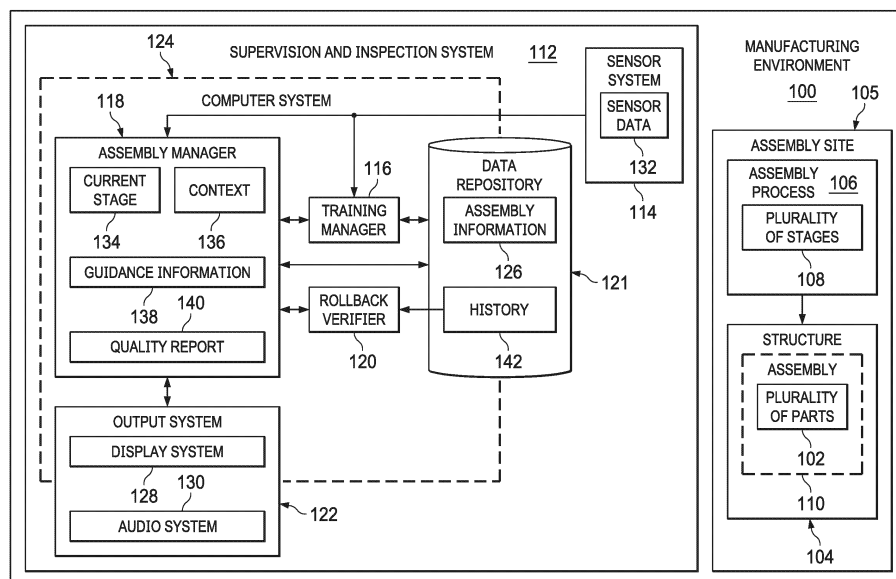 124
SUPERVISION AND INSPECTION SYSTEM 112
COMPUTER SYSTEM
118
ASSEMBLY MANAGER
CURRENT
STAGE
134
CONTEXT
136
GUIDANCE INFORMATION
138
140
QUALITY REPORT
116
TRAINING
MANAGER
ROLLBACK
VERIFIER
120
DATA
REPOSITORY
ASSEMBLY
INFORMATION
126
HISTORY
142
121
SENSOR
SYSTEM
SENSOR
DATA
132
114
OUTPUT SYSTEM
DISPLAY SYSTEM
128
130
AUDIO SYSTEM
122
MANUFACTURING
ENVIRONMENT
100
105
ASSEMBLY SITE
ASSEMBLY
PROCESS 106
PLURALITY
OF STAGES
108
STRUCTURE
ASSEMBLY
PLURALITY
OF PARTS
102
110
104